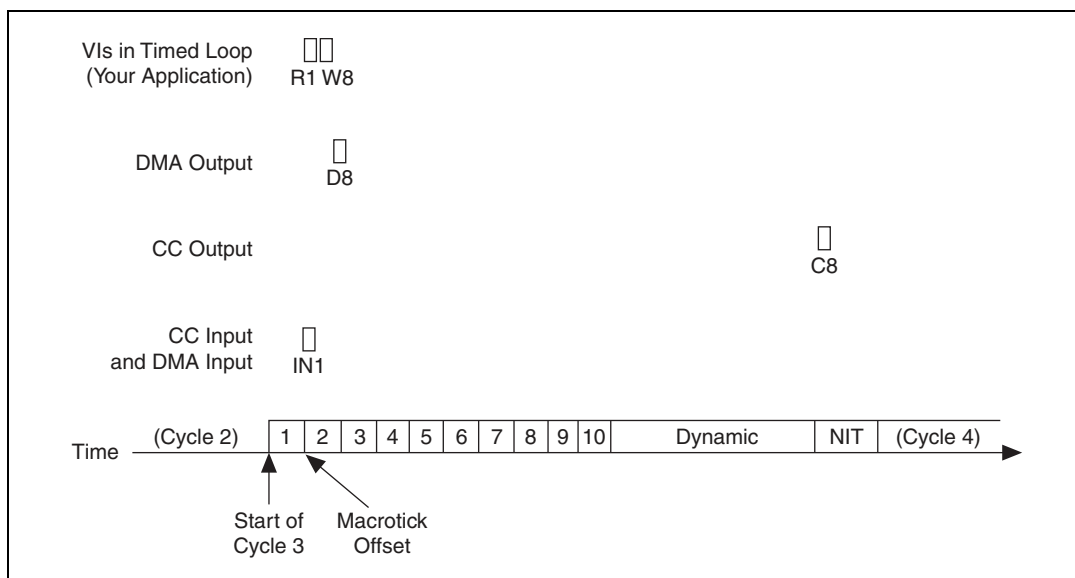 VIs in Timed Loop
(Your Application)
R1 W8
DMA Output
D8
CC Output
C8
CC Input
and DMA Input
IN1
Time
(Cycle 2) 1 2 3 4 5 6 7 8 9 10 Dynamic NIT (Cycle 4)
Start of
Cycle 3
Macrotick
Offset